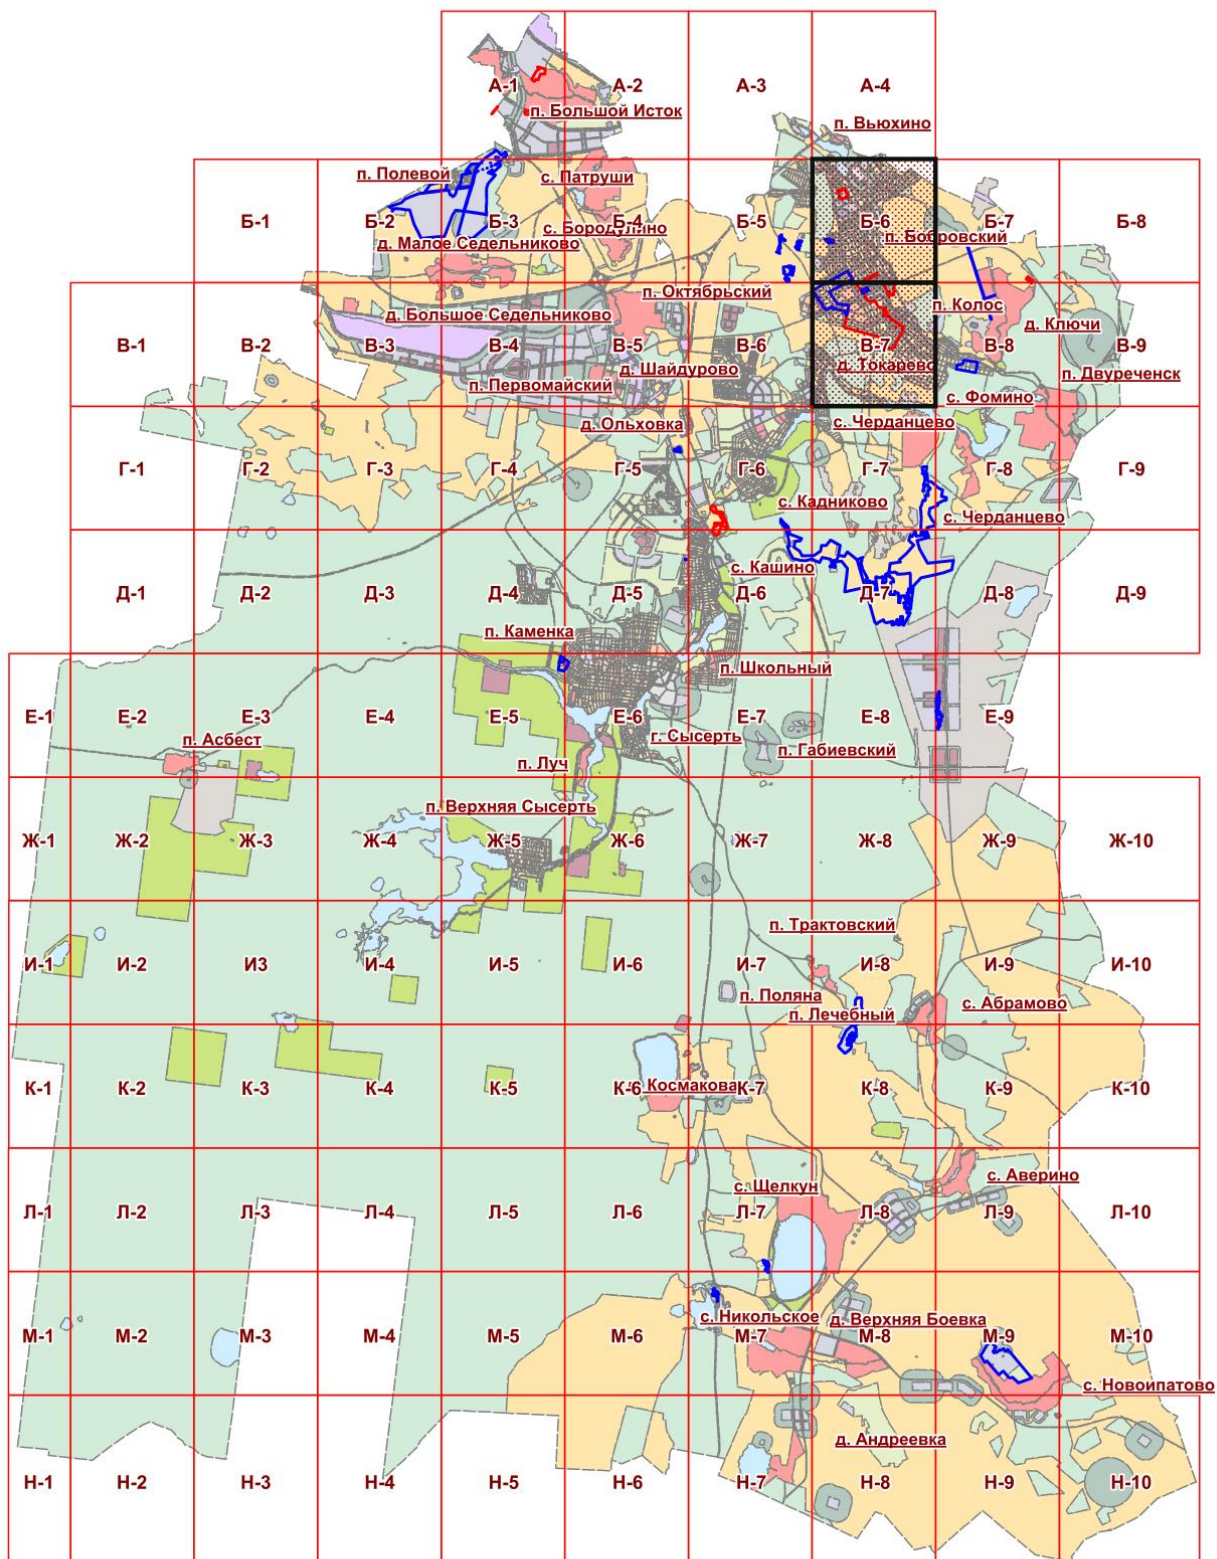 А-1
А-2
А-3
А-4
п. Большой Исток
п. Вьюхино
п. Полевой
с. Патруши
Б-1
Б-2
Б-3
Б-4
Б-5
Б-6
Б-7
Б-8
с. Бородулино
п. Бобровский
д. Малое Седельниково
п. Октябрьский
п. Колос
д. Большое Седельниково
д. Ключи
В-1
В-2
В-3
В-4
В-5
В-6
В-7
В-8
В-9
д. Шайдурово
д. Токарево
п. Двуреченск
п. Первомайский
с. Фомино
д. Ольховка
с. Черданцево
Г-1
Г-2
Г-3
Г-4
Г-5
Г-6
Г-7
Г-8
Г-9
с. Кадниково
с. Черданцево
с. Кашино
Д-1
Д-2
Д-3
Д-4
Д-5
Д-6
Д-7
Д-8
Д-9
п. Каменка
п. Школьный
Е-1
Е-2
Е-3
Е-4
Е-5
Е-6
Е-7
Е-8
Е-9
п. Асбест
г. Сысерть
п. Габиевский
п. Луч
п. Верхняя Сысерть
Ж-1
Ж-2
Ж-3
Ж-4
Ж-5
Ж-6
Ж-7
Ж-8
Ж-9
Ж-10
п. Трактовский
И-1
И-2
И3
И-4
И-5
И-6
И-7
И-8
И-9
И-10
п. Поляна
с. Абрамово
п. Лечебный
К-1
К-2
К-3
К-4
К-5
К-6
Космакова
К-7
К-8
К-9
К-10
с. Щелкун
с. Аверино
Л-1
Л-2
Л-3
Л-4
Л-5
Л-6
Л-7
Л-8
Л-9
Л-10
с. Никольское
д. Верхняя Боевка
М-1
М-2
М-3
М-4
М-5
М-6
М-7
М-8
М-9
М-10
с. Новоипатово
д. Андреевка
Н-1
Н-2
Н-3
Н-4
Н-5
Н-6
Н-7
Н-8
Н-9
Н-10